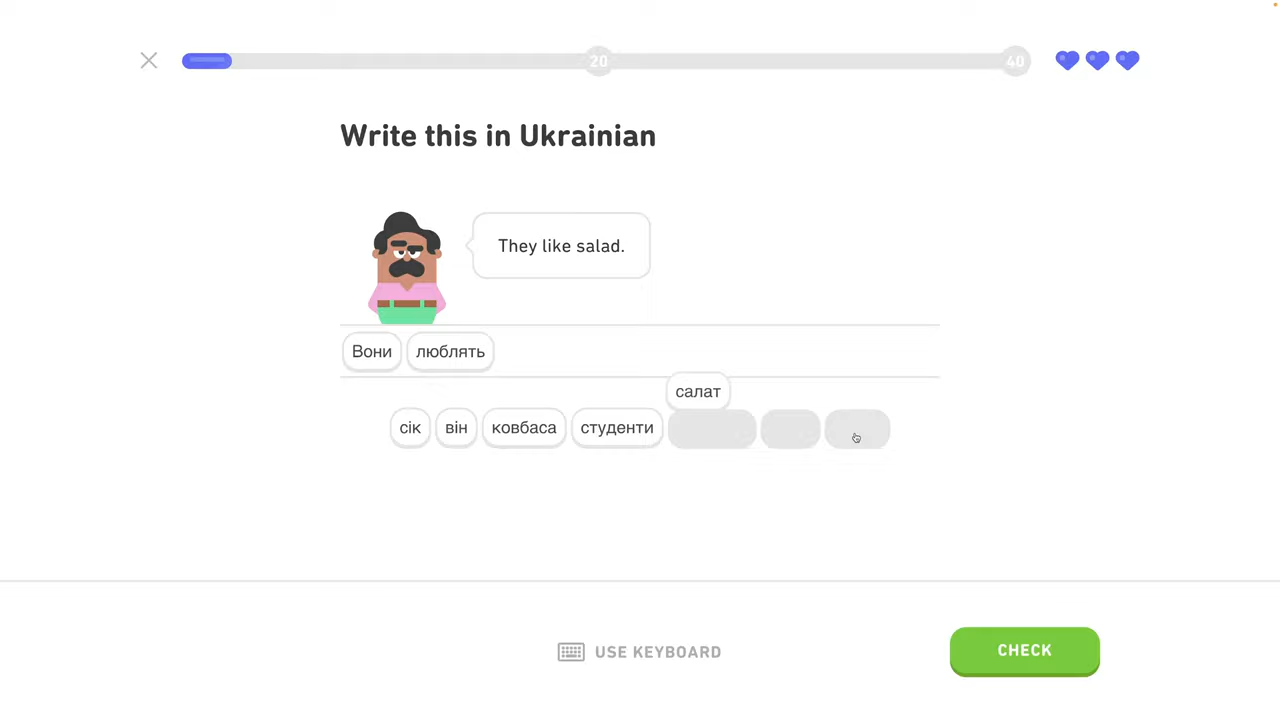 20
40
Write this in Ukrainian
They like salad.
Вони люблять
салат
сік він ковбаса студенти
USE KEYBOARD
CHECK